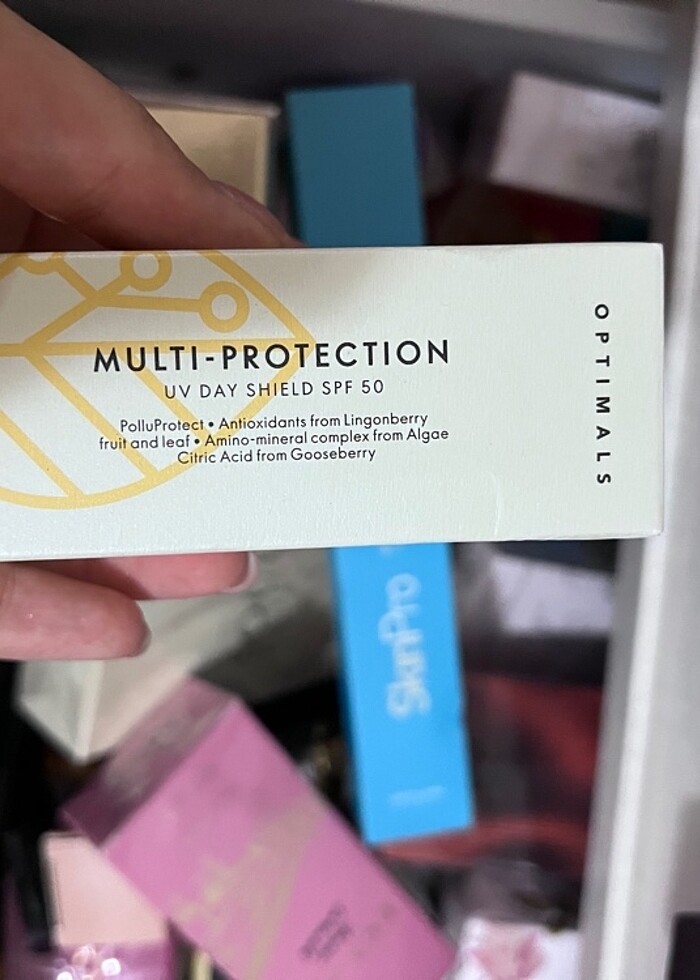 MULTI-PROTECTION
UV DAY SHIELD SPF 50
PolluProtect • Antioxidants from Lingonberry
fruit and leaf • Amino-mineral complex from Algae
Citric Acid from Gooseberry
OPTIMALS
SkinPro